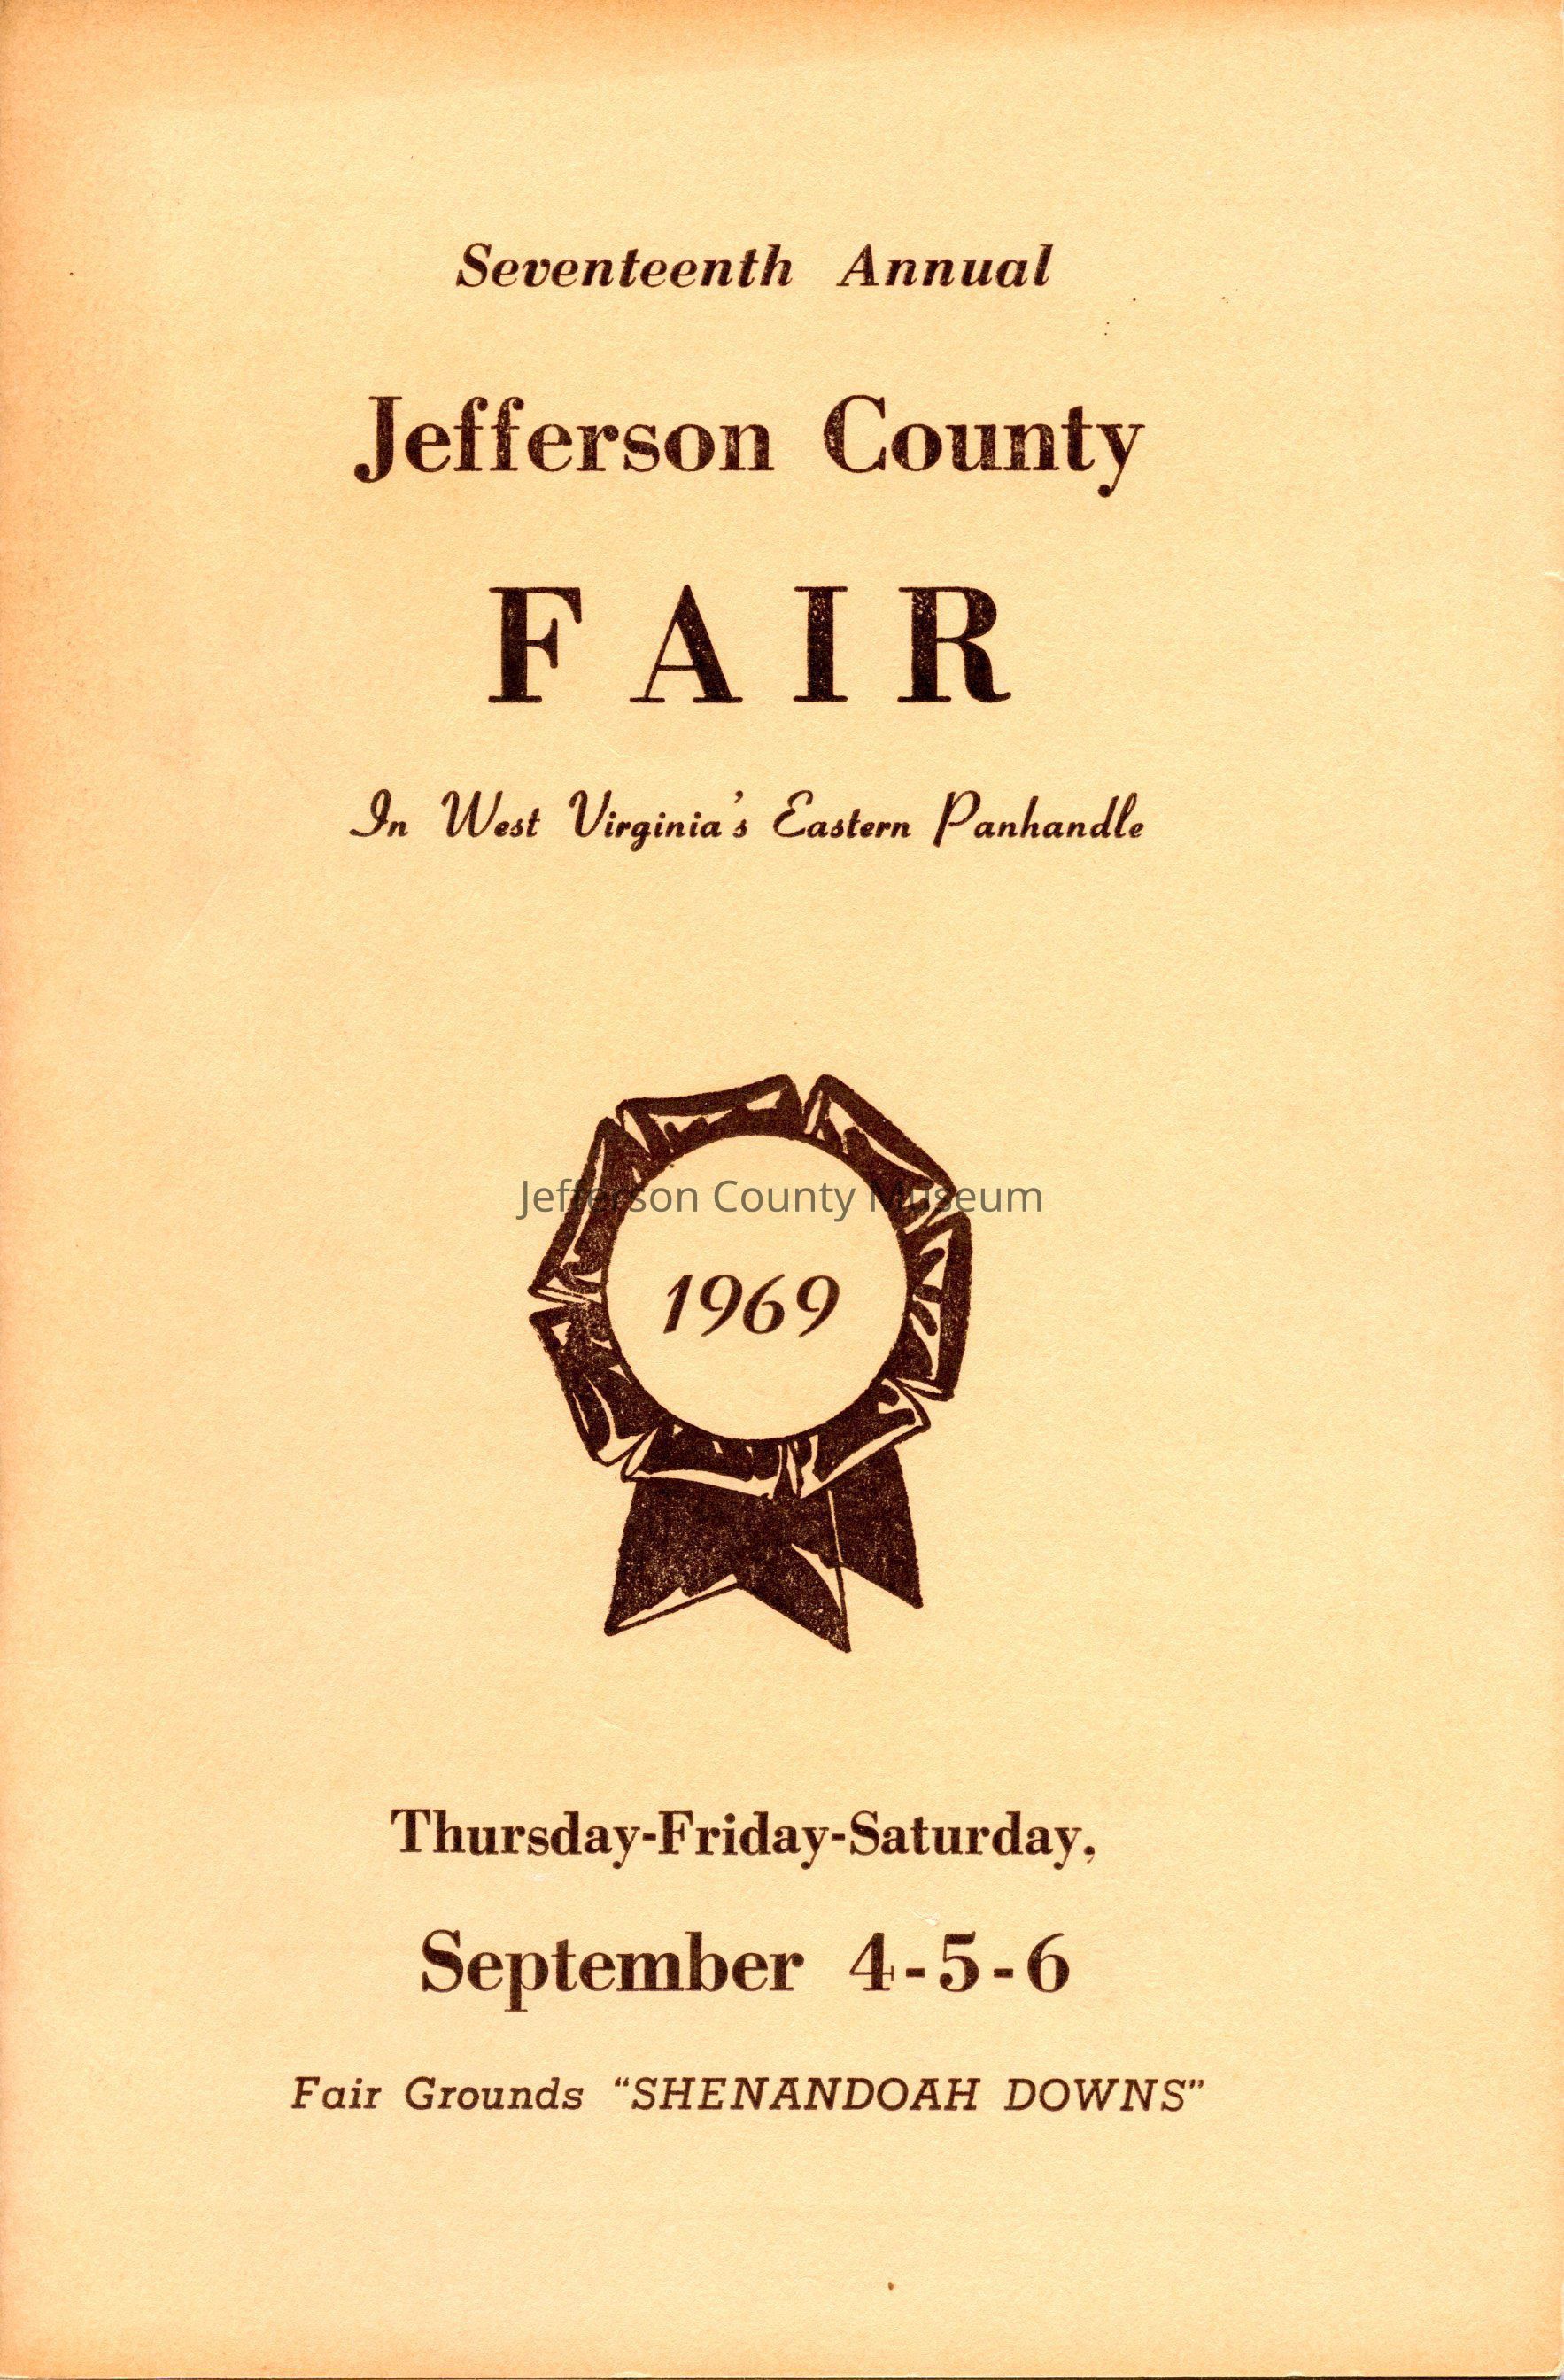 Seventeenth Annual
Jefferson County
FAIR
In West Virginia's Eastern Panhandle
Jefferson County Museum
1969
Thursday-Friday-Saturday,
September 4-5-6
Fair Grounds "SHENANDOAH DOWNS"